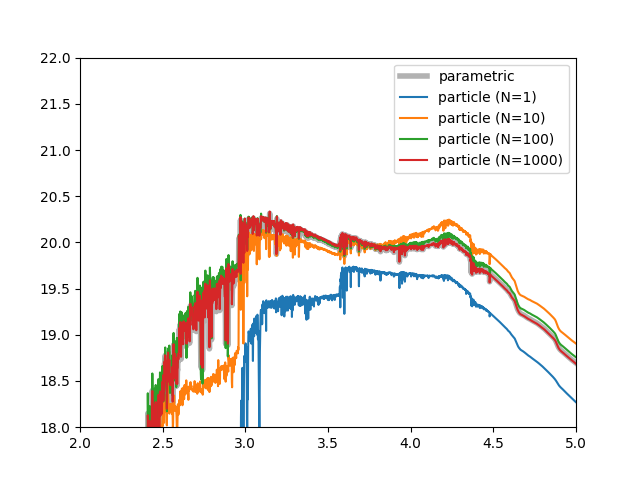 22.0
21.5
21.0
20.5
20.0
19.5
19.0
18.5
18.0
2.0 2.5 3.0 3.5 4.0 4.5 5.0
parametric
particle (N=1)
particle (N=10)
particle (N=100)
particle (N=1000)